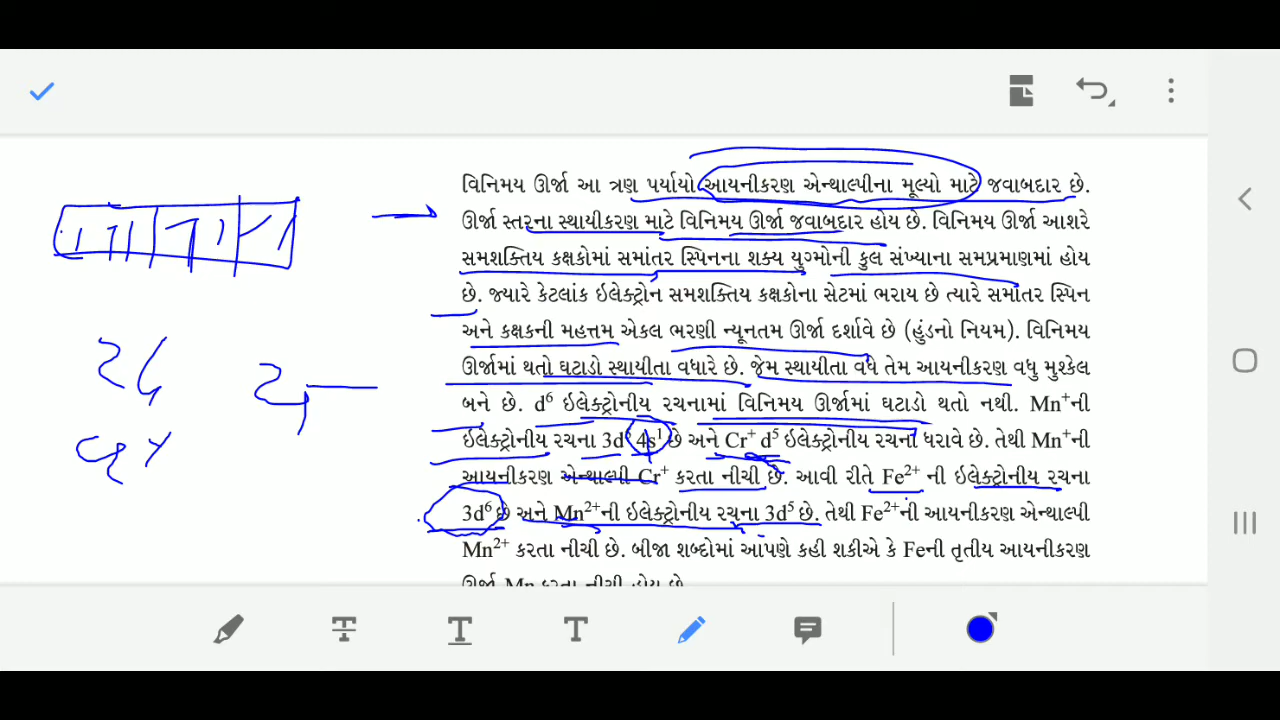 વિનિમય ઊર્જા આ ત્રણ પર્યાયો આયનીકરણ એન્થાલ્પીના મૂલ્યો માટે જવાબદાર છે.
ઊર્જા સ્તરના સ્થાયીકરણ માટે વિનિમય ઊર્જા જવાબદાર હોય છે. વિનિમય ઊર્જા આશરે
સમશક્તિય કક્ષકોમાં સમાંતર સ્પિનના શક્ય યુગ્મોની કુલ સંખ્યાના સમપ્રમાણમાં હોય
છે. જ્યારે કેટલાંક ઇલેક્ટ્રોન સમશક્તિય કક્ષકોના સેટમાં ભરાય છે ત્યારે સમાંતર સ્પિન
અને કક્ષકની મહત્તમ એકલ ભરણી ન્યૂનતમ ઊર્જા દર્શાવે છે (હુંડનો નિયમ). વિનિમય
ઊર્જામાં થતો ઘટાડો સ્થાયીતા વધારે છે. જેમ સ્થાયીતા વધે તેમ આયનીકરણ વધુ મુશ્કેલ
બને છે. d⁶ ઇલેક્ટ્રોનીય રચનામાં વિનિમય ઊર્જામાં ઘટાડો થતો નથી. Mn⁺ની
ઇલેક્ટ્રોનીય રચના 3d 4s¹ છે અને Cr⁺ d⁵ ઇલેક્ટ્રોનીય રચના ધરાવે છે. તેથી Mn⁺ની
આયનીકરણ એન્થાલ્પી Cr⁺ કરતા નીચી છે. આવી રીતે Fe²⁺ ની ઇલેક્ટ્રોનીય રચના
3d⁶ છે અને Mn²⁺ની ઇલેક્ટ્રોનીય રચના 3d⁵ છે. તેથી Fe²⁺ની આયનીકરણ એન્થાલ્પી
Mn²⁺ કરતા નીચી છે. બીજા શબ્દોમાં આપણે કહી શકીએ કે Feની તૃતીય આયનીકરણ
ઊર્જા Mn કરતા નીચી હોય છે.